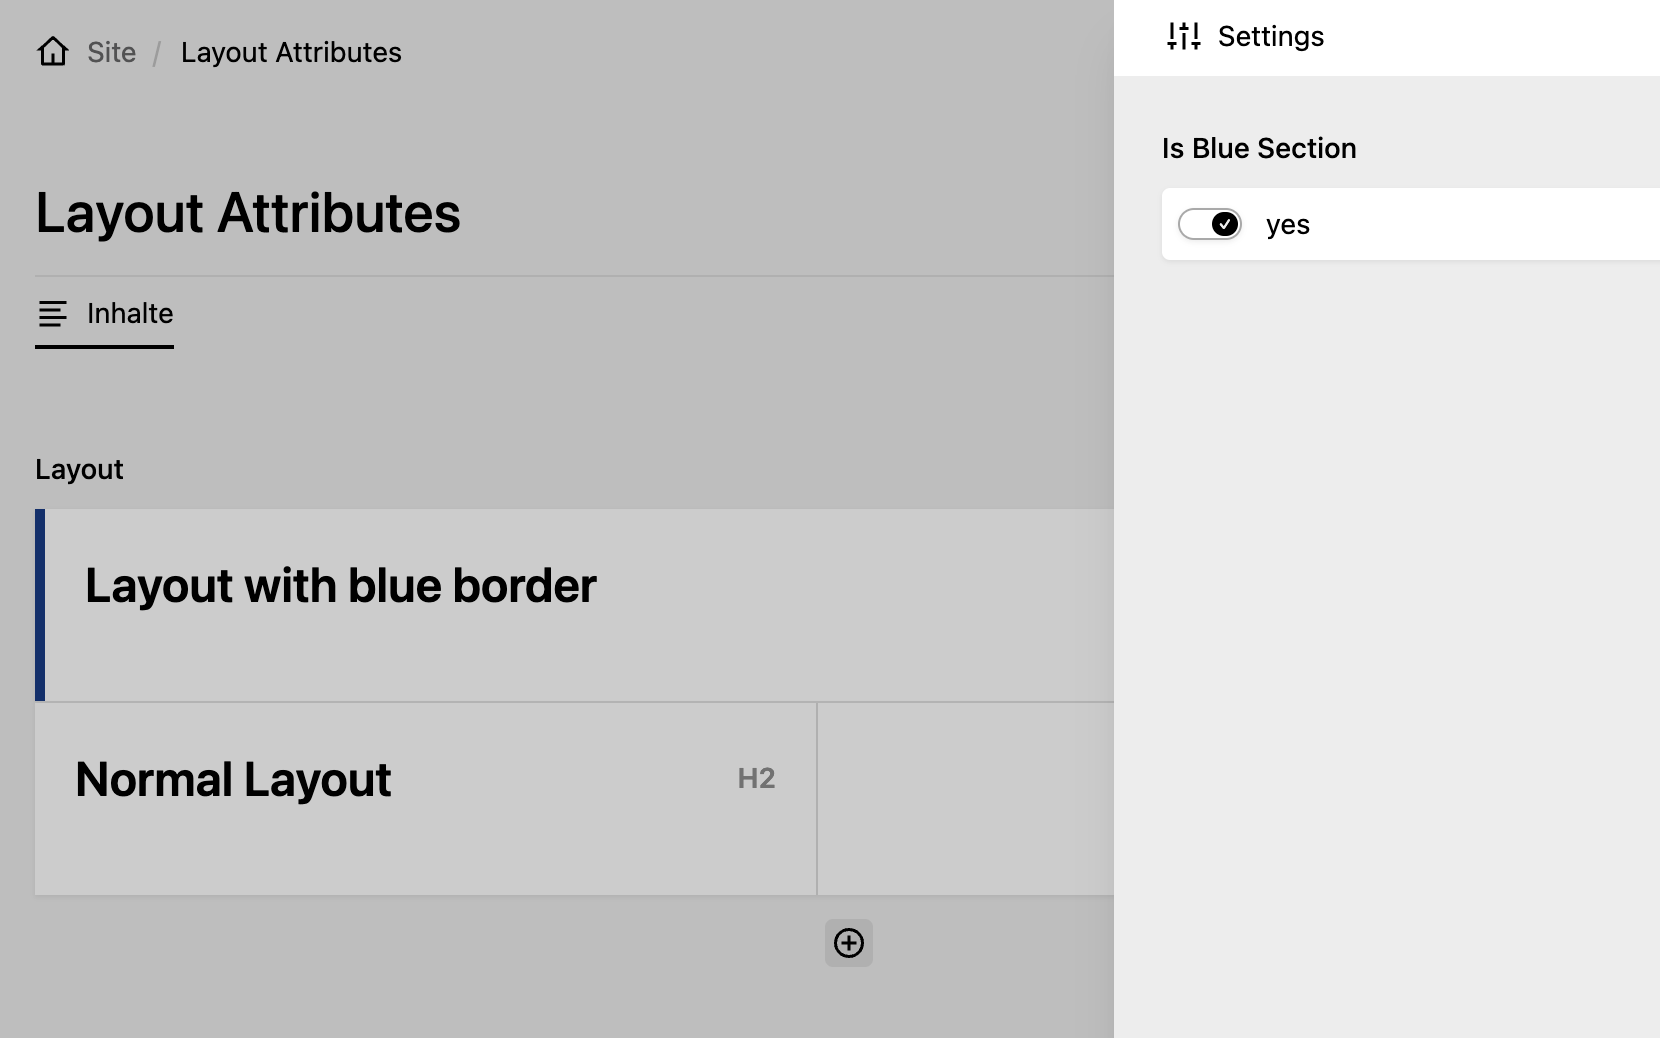 Site / Layout Attributes
Layout Attributes
Inhalte
Layout
Layout with blue border
Normal Layout
H2
Settings
Is Blue Section
yes